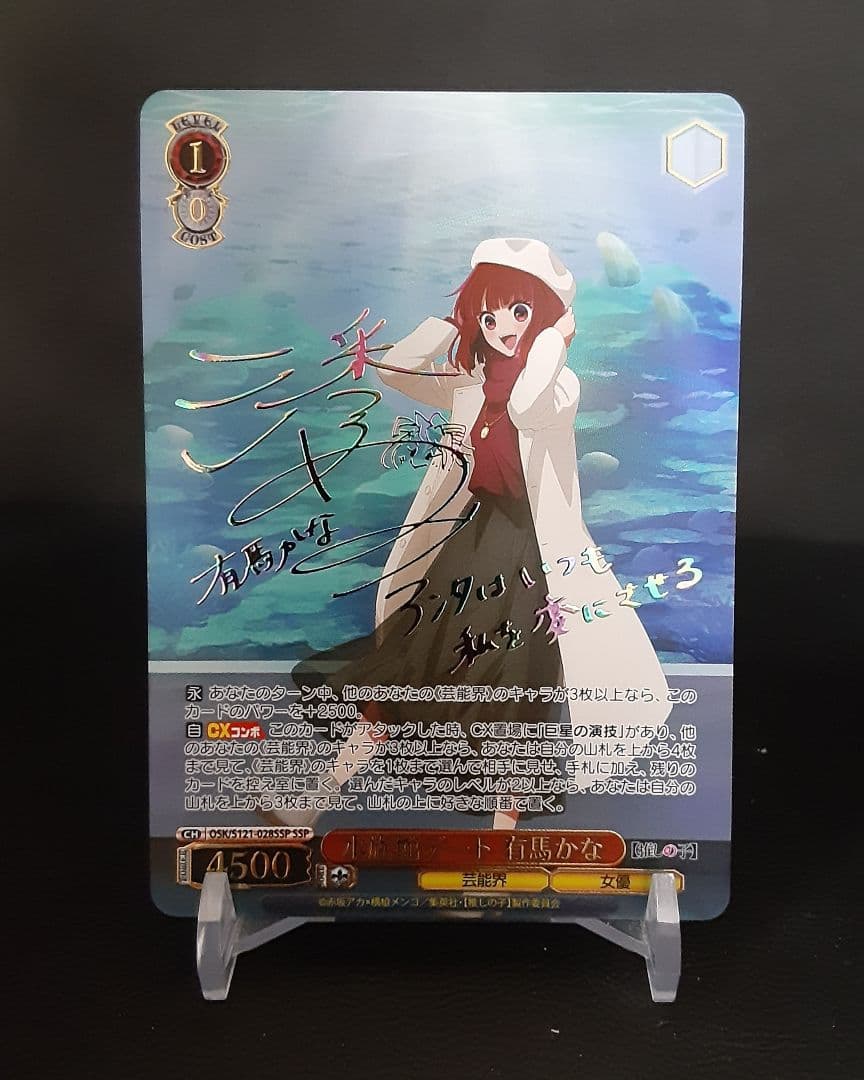 LEVEL
1
0
COST
有馬かな
アンタはいつも
私を変にさせる
永 あなたのターン中、他のあなたの《芸能界》のキャラが3枚以上なら、この
カードのパワーを+2500。
自 CXコンボ このカードがアタックした時、CX置場に「巨星の演技」があり、他
のあなたの《芸能界》のキャラが3枚以上なら、あなたは自分の山札を上から4枚
まで見て、《芸能界》のキャラを1枚まで選んで相手に見せ、手札に加え、残りの
カードを控え室に置く。選んだキャラのレベルが2以上なら、あなたは自分の
山札を上から3枚まで見て、山札の上に好きな順番で置く。
CH OSK/S121-028SSP SSP
POWER 4500
ート 有馬かな
【推しの子】
芸能界 女優
©赤坂アカ×横槍メンゴ/集英社・【推しの子】製作委員会